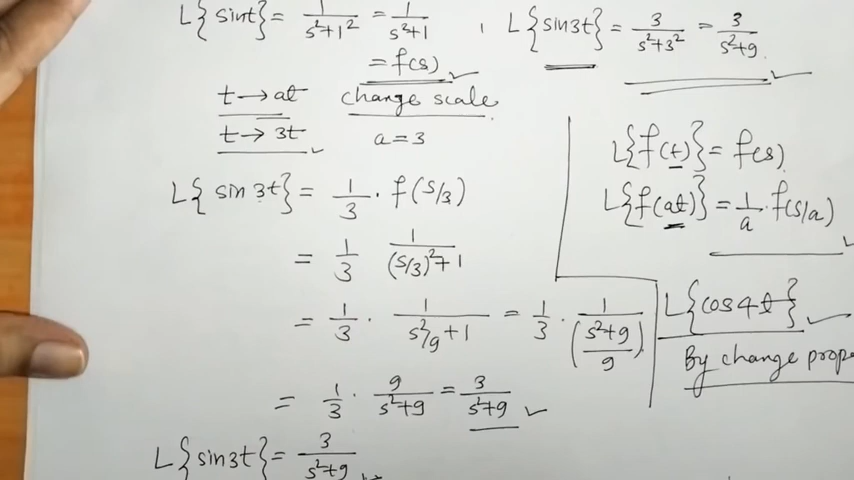 L{sint} = 1/(s²+1²) = 1/(s²+1) , L{sin3t} = 3/(s²+3²) = 3/(s²+9)
= f(s)
t → at change scale
t → 3t a = 3
L{sin 3t} = 1/3 · f(s/3)
= 1/3 1/((s/3)²+1)
= 1/3 · 1/(s²/9 + 1) = 1/3 · 1/((s²+9)/9)
= 1/3 · 9/(s²+9) = 3/(s²+9)
L{sin3t} = 3/(s²+9)
L{f(t)} = f(s)
L{f(at)} = 1/a · f(s/a)
L{cos4t}
By change prope